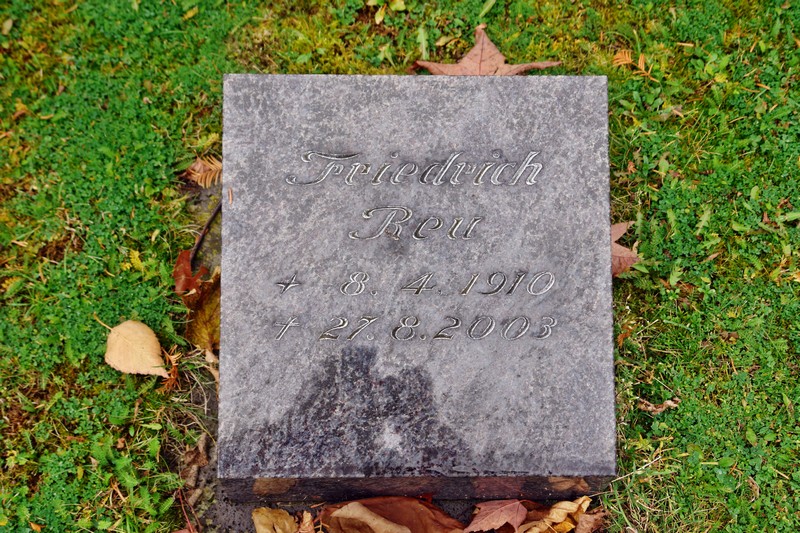 Friedrich
Reu
+ 8. 4. 1910
† 27. 8. 2003